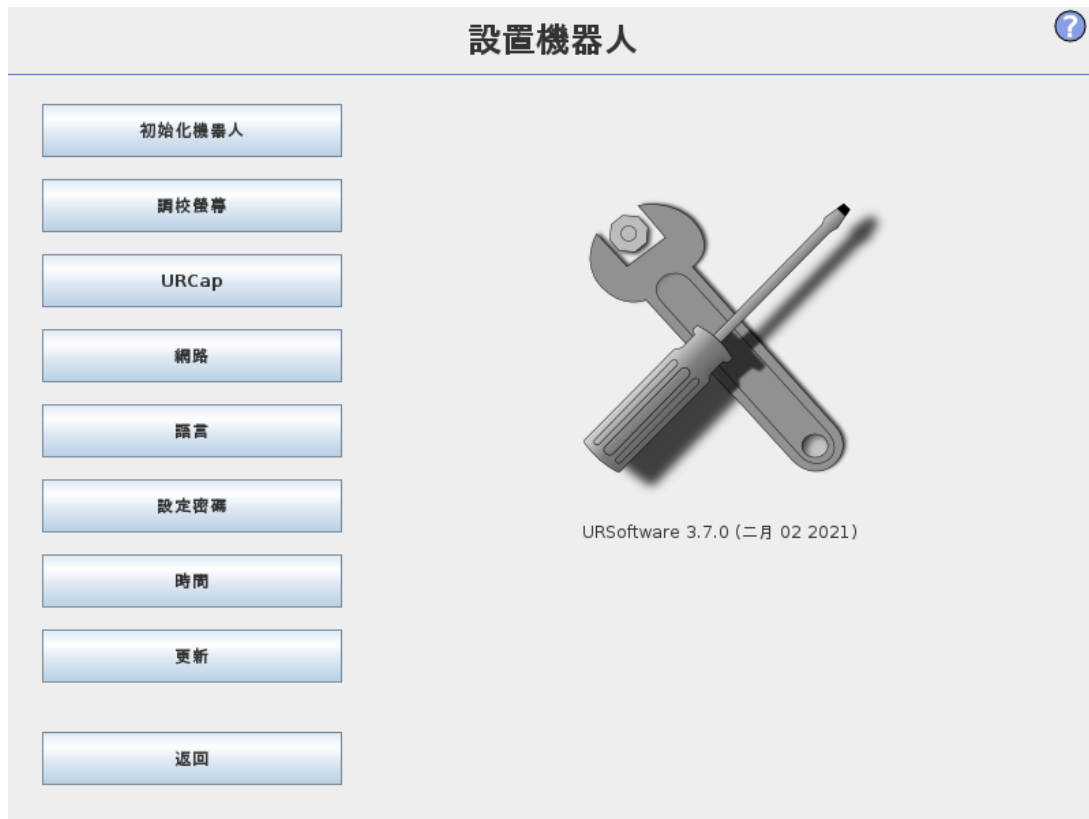 設置機器人
?
初始化機器人
調校螢幕
URCap
網路
語言
設定密碼
時間
更新
返回
URSoftware 3.7.0 (二月 02 2021)